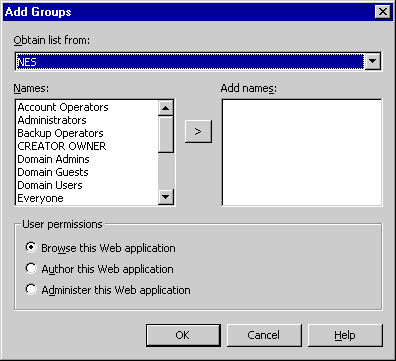 Add Groups
Obtain list from:
NES
Names:
Add names:
Account Operators
Administrators
Backup Operators
CREATOR OWNER
Domain Admins
Domain Guests
Domain Users
Everyone
>
User permissions
Browse this Web application
Author this Web application
Administer this Web application
OK
Cancel
Help